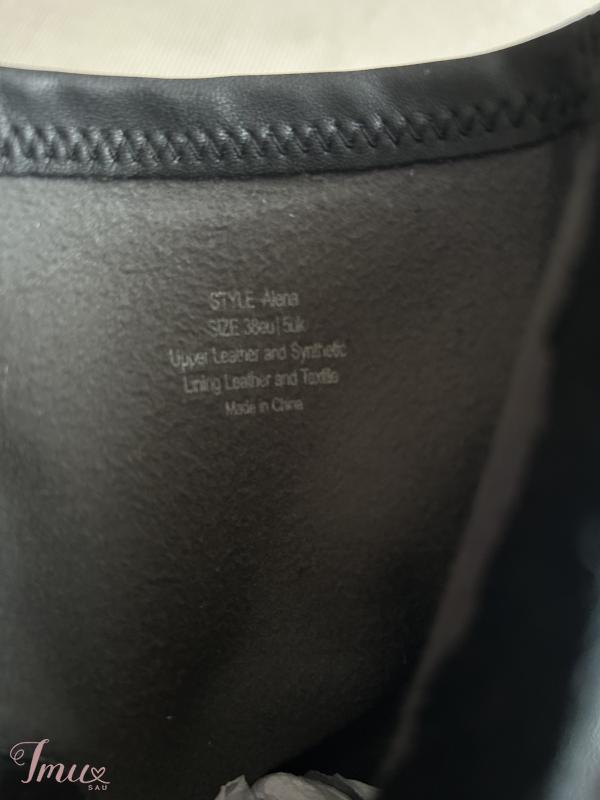 STYLE Alena
SIZE 38eu|5uk
Upper Leather and Synthetic
Lining Leather and Textile
Made in China
Imu
SAU